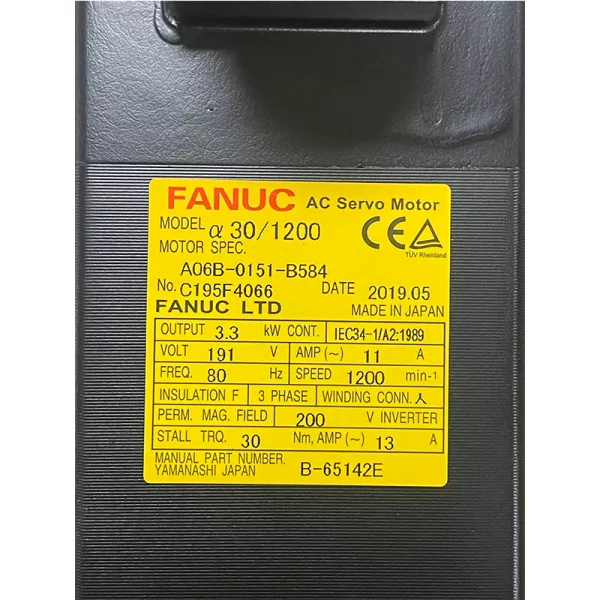 FANUC AC Servo Motor
MODEL α 30/1200
MOTOR SPEC.
A06B-0151-B584
CE
TÜV Rheinland
No. C195F4066 DATE 2019.05
FANUC LTD MADE IN JAPAN
OUTPUT 3.3 kW CONT. IEC34-1/A2:1989
VOLT 191 V AMP (~) 11 A
FREQ. 80 Hz SPEED 1200 min-1
INSULATION F 3 PHASE WINDING CONN. 人
PERM. MAG. FIELD 200 V INVERTER
STALL TRQ. 30 Nm, AMP (~) 13 A
MANUAL PART NUMBER.
YAMANASHI JAPAN B-65142E